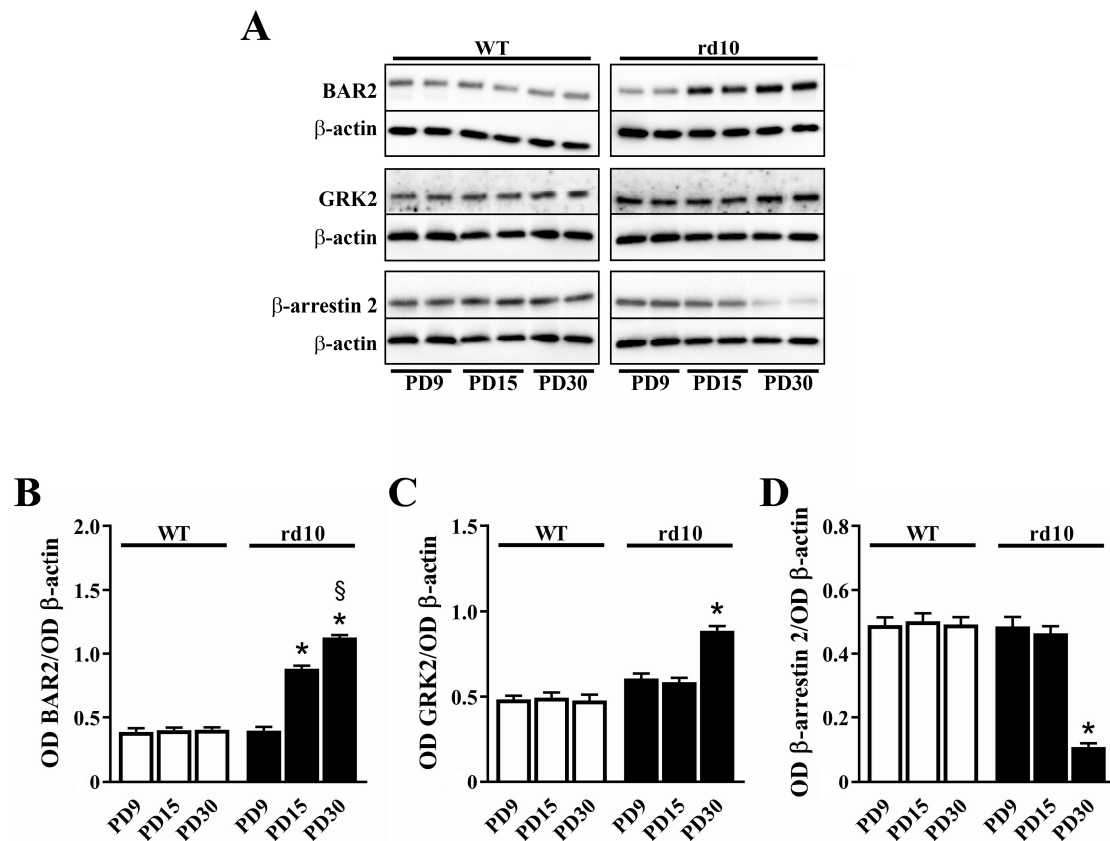 A
WT rd10
BAR2
β-actin
GRK2
β-actin
β-arrestin 2
β-actin
PD9 PD15 PD30 PD9 PD15 PD30
B
OD BAR2/OD β-actin
2.0
1.5
1.0
0.5
0
WT rd10
*
§
*
PD9 PD15 PD30 PD9 PD15 PD30
C
OD GRK2/OD β-actin
1.5
1.0
0.5
0
WT rd10
*
PD9 PD15 PD30 PD9 PD15 PD30
D
OD β-arrestin 2/OD β-actin
0.8
0.6
0.4
0.2
0
WT rd10
*
PD9 PD15 PD30 PD9 PD15 PD30